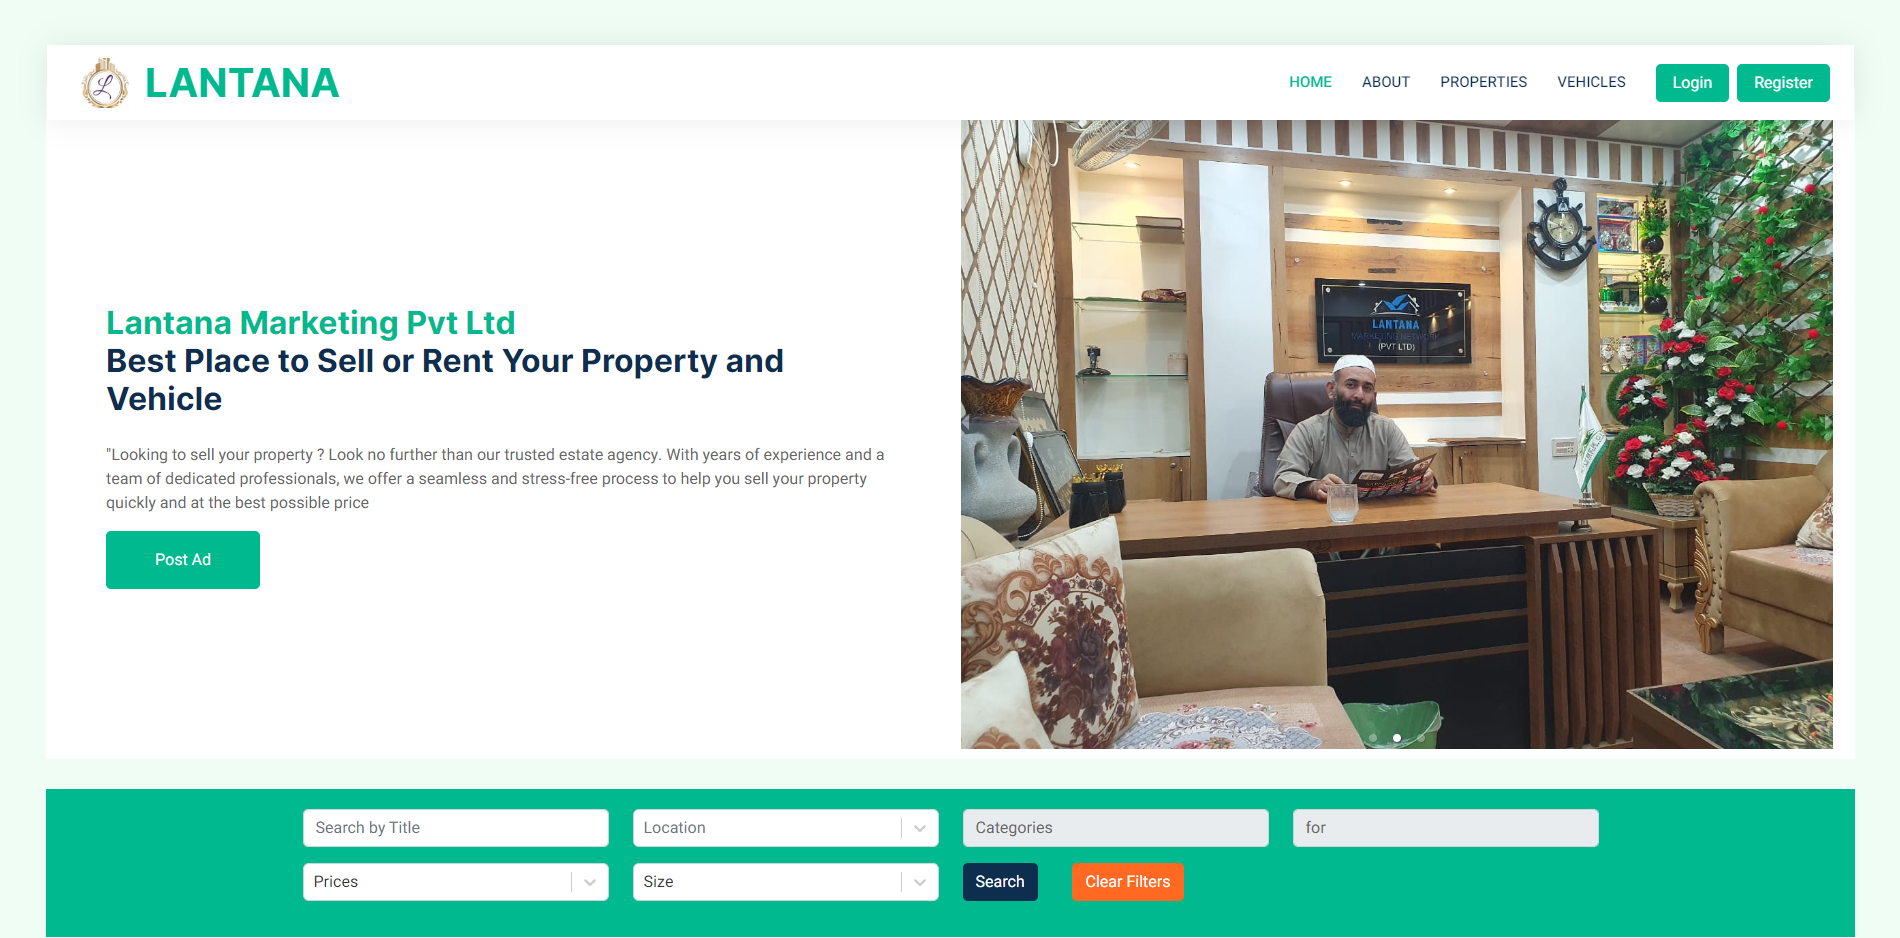 L
LANTANA
HOME ABOUT PROPERTIES VEHICLES Login Register
LANTANA
MARKETING NETWORK
(PVT LTD)
Lantana Marketing Pvt Ltd
Best Place to Sell or Rent Your Property and
Vehicle
"Looking to sell your property ? Look no further than our trusted estate agency. With years of experience and a
team of dedicated professionals, we offer a seamless and stress-free process to help you sell your property
quickly and at the best possible price
Post Ad
Search by Title Location Categories for
Prices Size Search Clear Filters